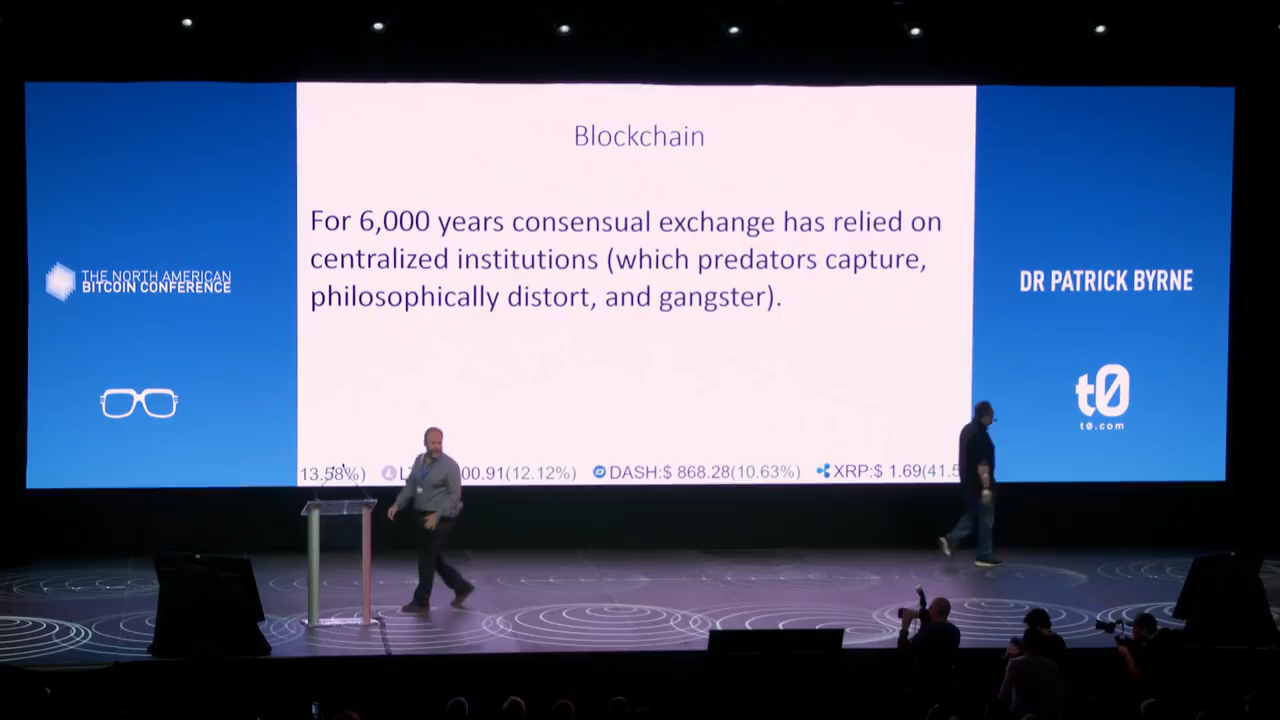 Blockchain
For 6,000 years consensual exchange has relied on
centralized institutions (which predators capture,
philosophically distort, and gangster).
THE NORTH AMERICAN
BITCOIN CONFERENCE
DR PATRICK BYRNE
t0
t0.com
13.58%) 00.91(12.12%) DASH:$ 868.28(10.63%) XRP:$ 1.69(41.5